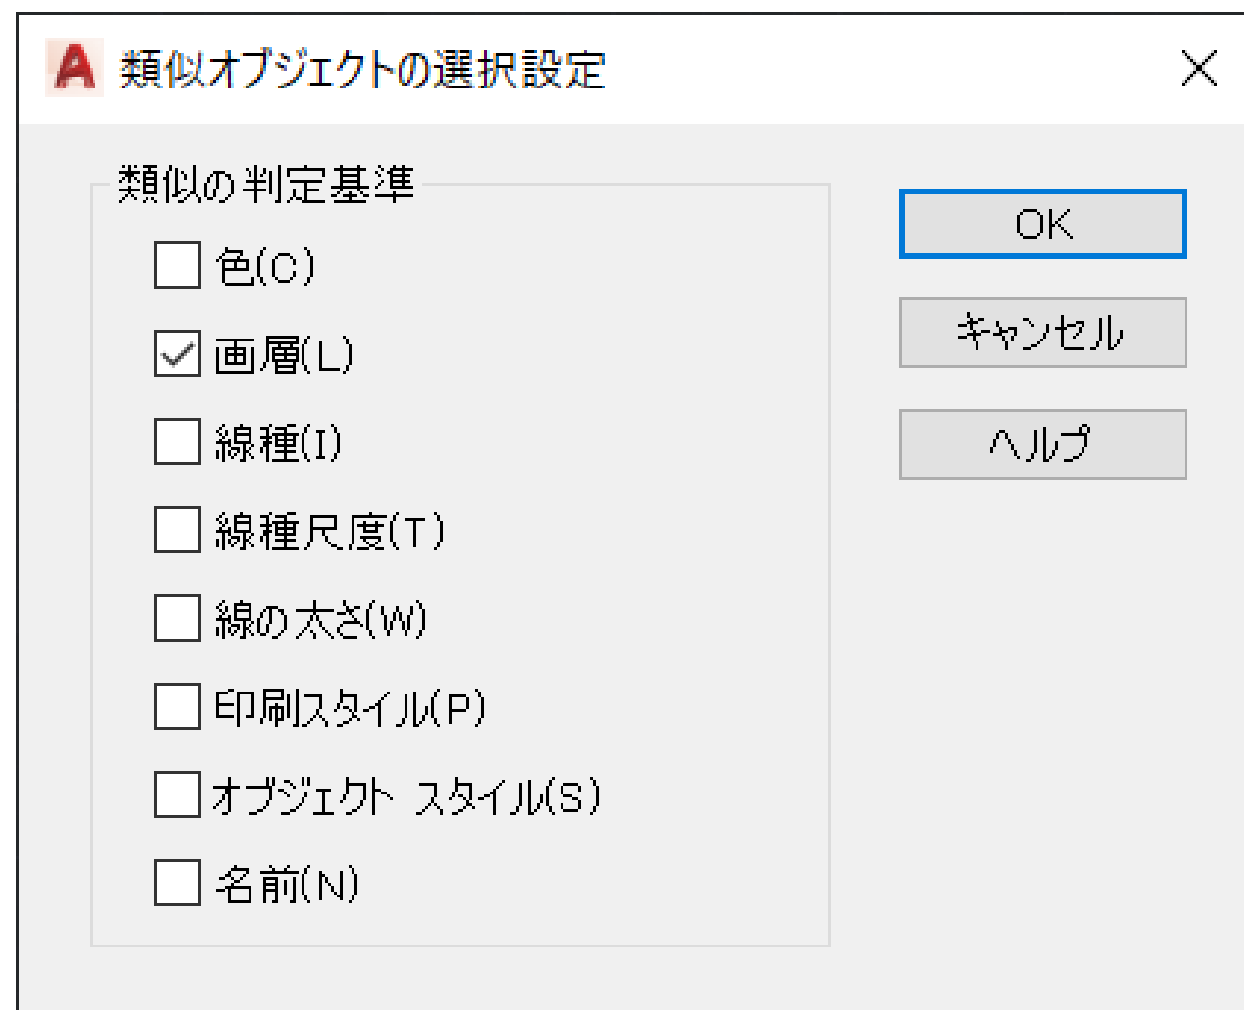 類似オブジェクトの選択設定
類似の判定基準
色(C)
画層(L)
線種(I)
線種尺度(T)
線の太さ(W)
印刷スタイル(P)
オブジェクト スタイル(S)
名前(N)
OK
キャンセル
ヘルプ